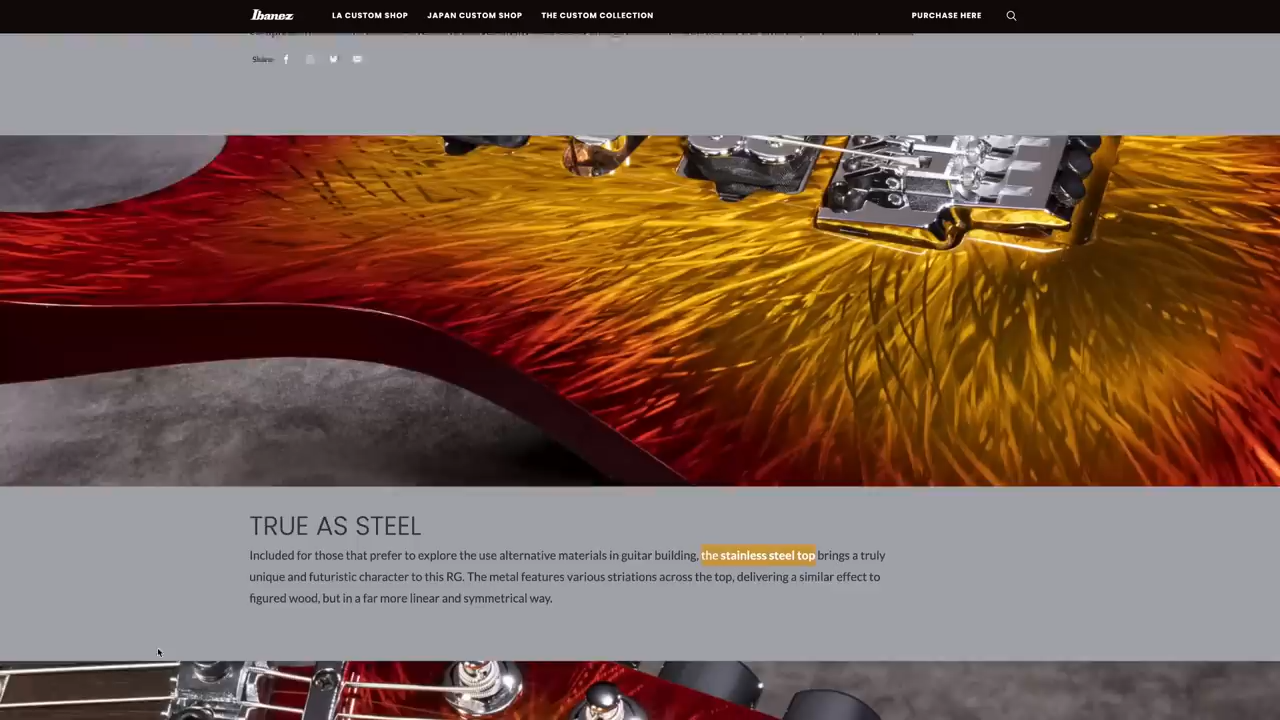 Ibanez LA CUSTOM SHOP JAPAN CUSTOM SHOP THE CUSTOM COLLECTION PURCHASE HERE
Share:
TRUE AS STEEL
Included for those that prefer to explore the use alternative materials in guitar building, the stainless steel top brings a truly
unique and futuristic character to this RG. The metal features various striations across the top, delivering a similar effect to
figured wood, but in a far more linear and symmetrical way.